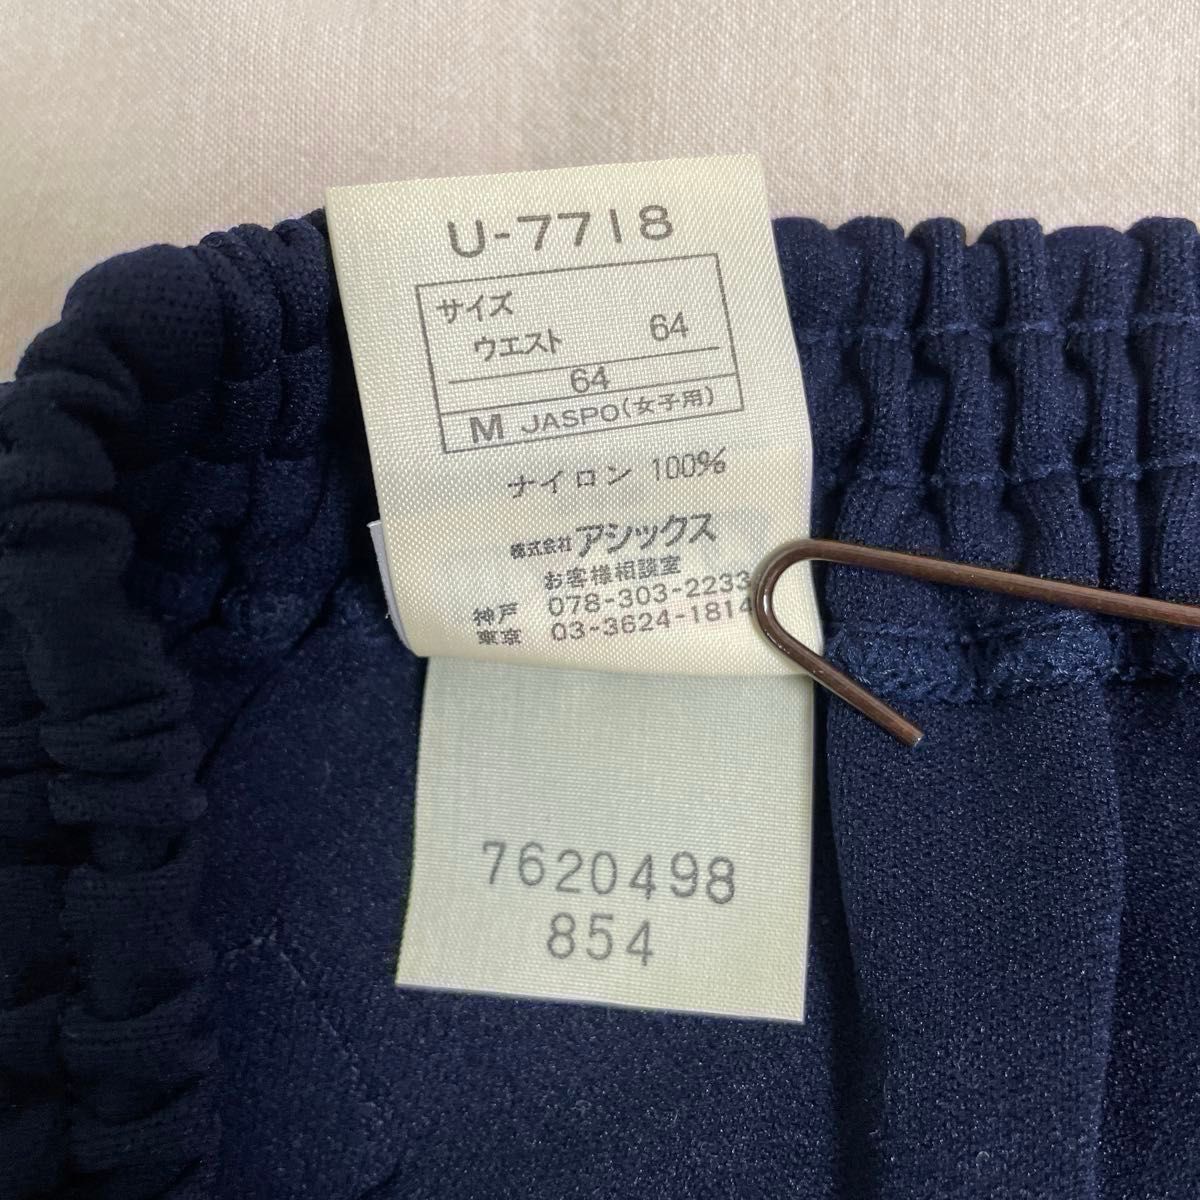 U-7718
サイズ
ウエスト 64
64
M JASPO(女子用)
ナイロン 100%
株式会社 アシックス
お客様相談室
神戸 078-303-2233
東京 03-3624-1814
7620498
854